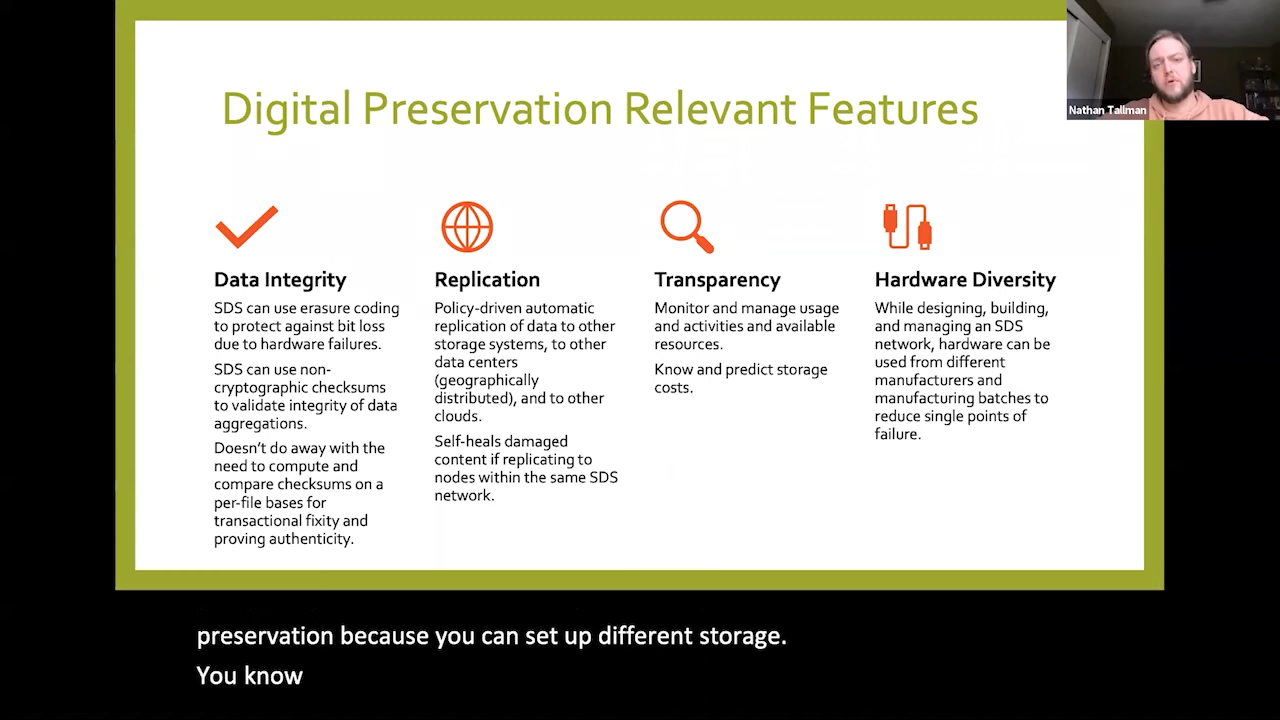 Digital Preservation Relevant Features
Nathan Tallman
Data Integrity
SDS can use erasure coding
to protect against bit loss
due to hardware failures.
SDS can use non-
cryptographic checksums
to validate integrity of data
aggregations.
Doesn't do away with the
need to compute and
compare checksums on a
per-file bases for
transactional fixity and
proving authenticity.
Replication
Policy-driven automatic
replication of data to other
storage systems, to other
data centers
(geographically
distributed), and to other
clouds.
Self-heals damaged
content if replicating to
nodes within the same SDS
network.
Transparency
Monitor and manage usage
and activities and available
resources.
Know and predict storage
costs.
Hardware Diversity
While designing, building,
and managing an SDS
network, hardware can be
used from different
manufacturers and
manufacturing batches to
reduce single points of
failure.
preservation because you can set up different storage.
You know